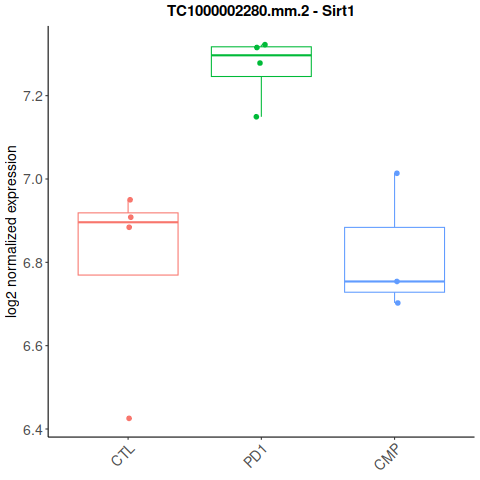 TC1000002280.mm.2 - Sirt1
log2 normalized expression
7.2
7.0
6.8
6.6
6.4
CTL
PD1
CMP